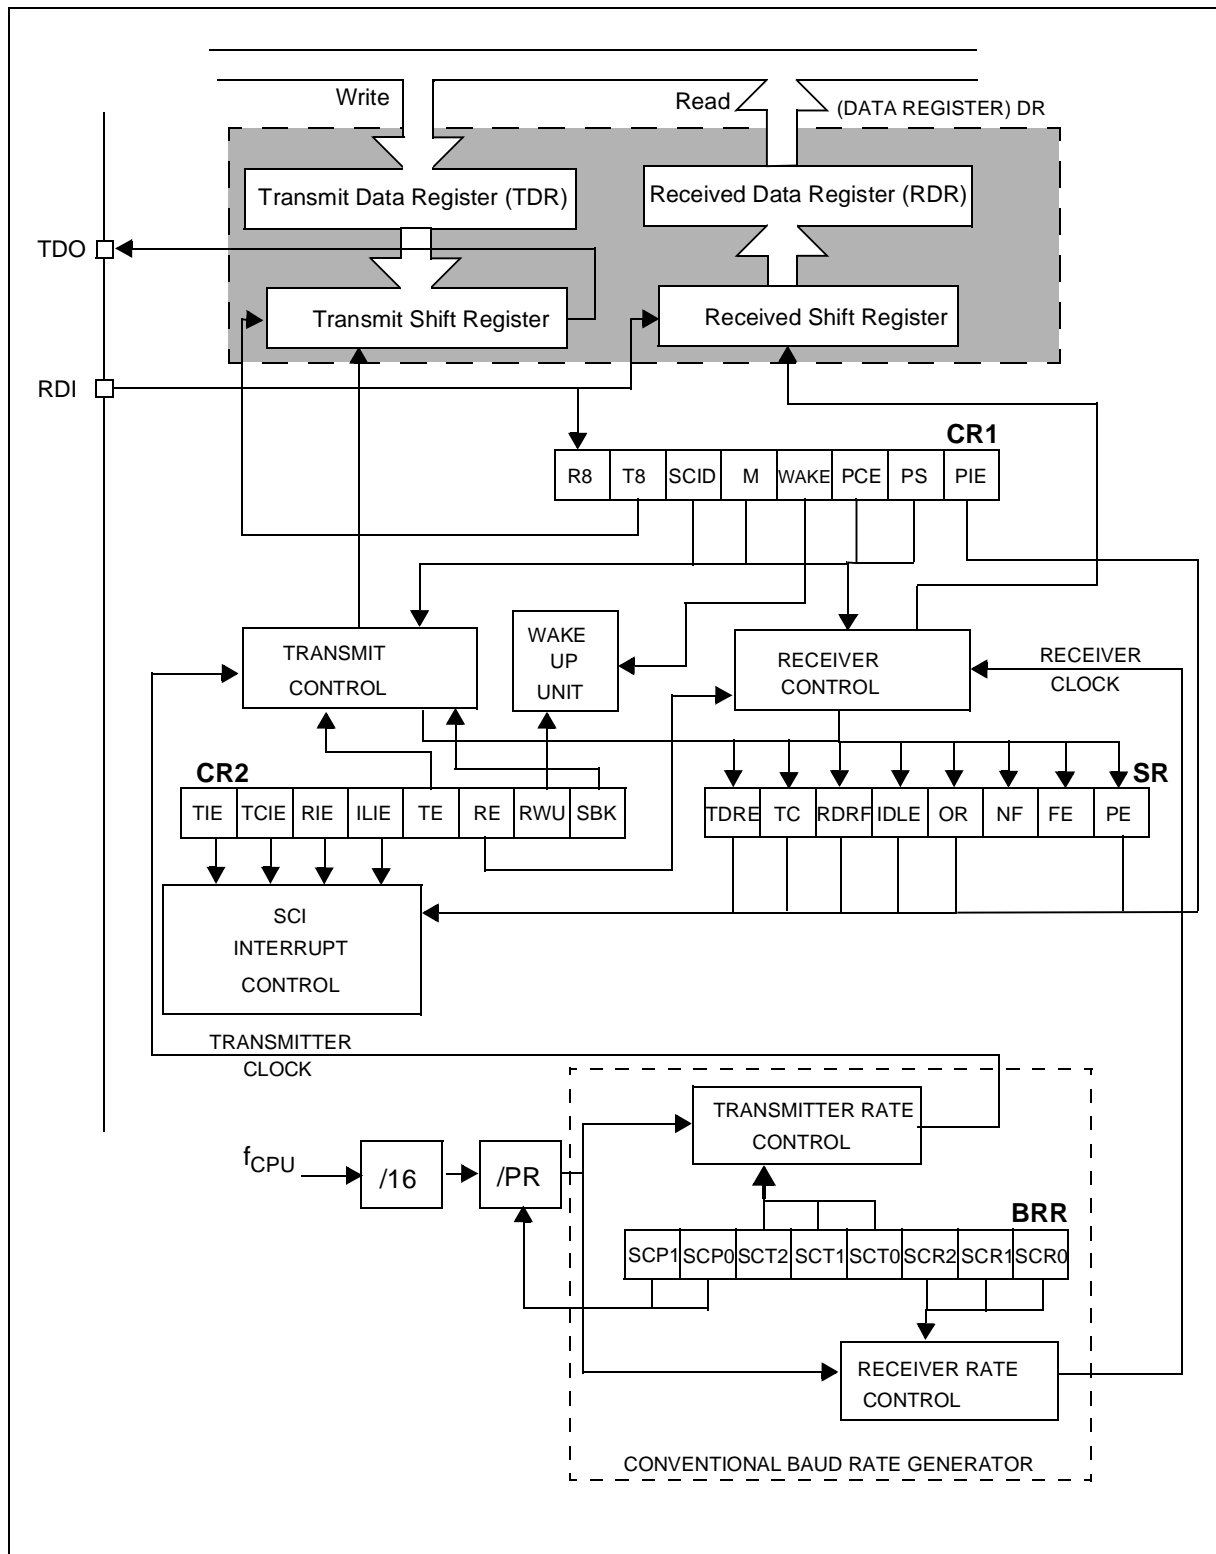 Write
Read
(DATA REGISTER) DR
Transmit Data Register (TDR)
Received Data Register (RDR)
TDO
Transmit Shift Register
Received Shift Register
RDI
CR1
R8 T8 SCID M WAKE PCE PS PIE
TRANSMIT
CONTROL
WAKE
UP
UNIT
RECEIVER
CONTROL
RECEIVER
CLOCK
CR2
SR
TIE TCIE RIE ILIE TE RE RWU SBK
TDRE TC RDRF IDLE OR NF FE PE
SCI
INTERRUPT
CONTROL
TRANSMITTER
CLOCK
TRANSMITTER RATE
CONTROL
fCPU
/16
/PR
BRR
SCP1 SCP0 SCT2 SCT1 SCT0 SCR2 SCR1 SCR0
RECEIVER RATE
CONTROL
CONVENTIONAL BAUD RATE GENERATOR